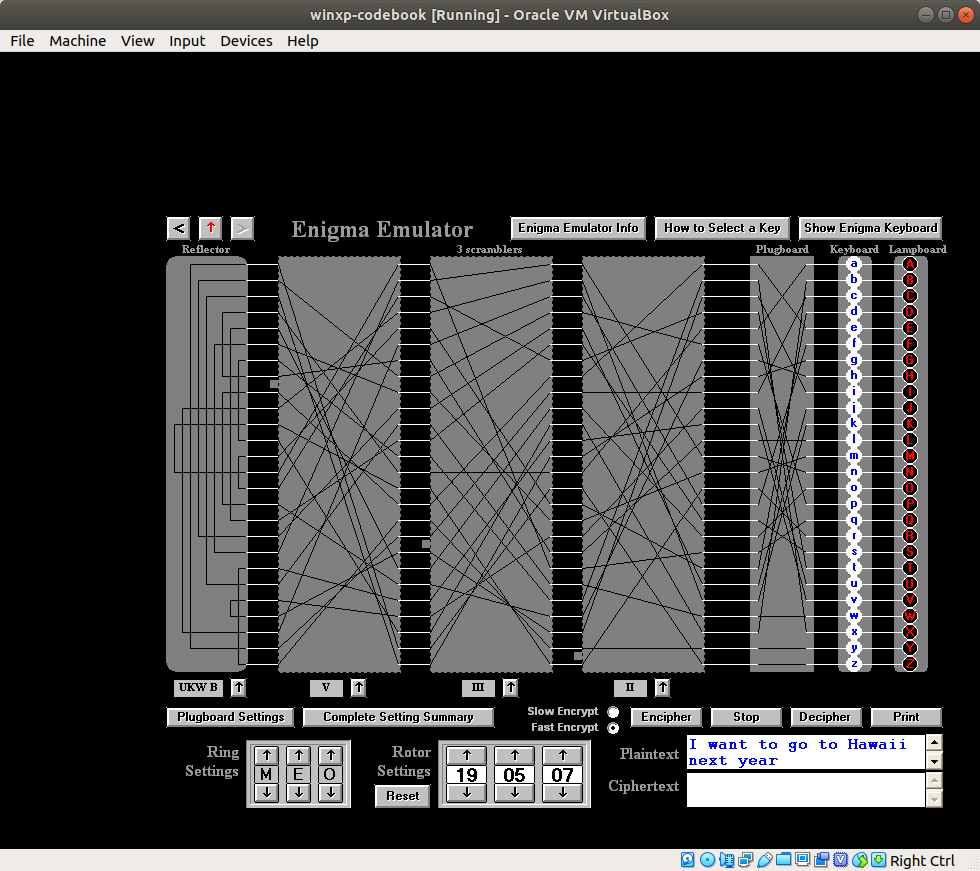 winxp-codebook [Running] - Oracle VM VirtualBox
File Machine View Input Devices Help
< ↑ > Enigma Emulator Enigma Emulator Info How to Select a Key Show Enigma Keyboard
Reflector 3 scramblers Plugboard Keyboard Lampboard
a A
b B
c C
d D
e E
f F
g G
h H
i I
j J
k K
l L
m M
n N
o O
p P
q Q
r R
s S
t T
u U
v V
w W
x X
y Y
z Z
UKW B ↑ V ↑ III ↑ II ↑
Plugboard Settings Complete Setting Summary Slow Encrypt Fast Encrypt Encipher Stop Decipher Print
Ring Settings M E O
Rotor Settings 19 05 07
Reset
Plaintext I want to go to Hawaii
next year
Ciphertext
Right Ctrl